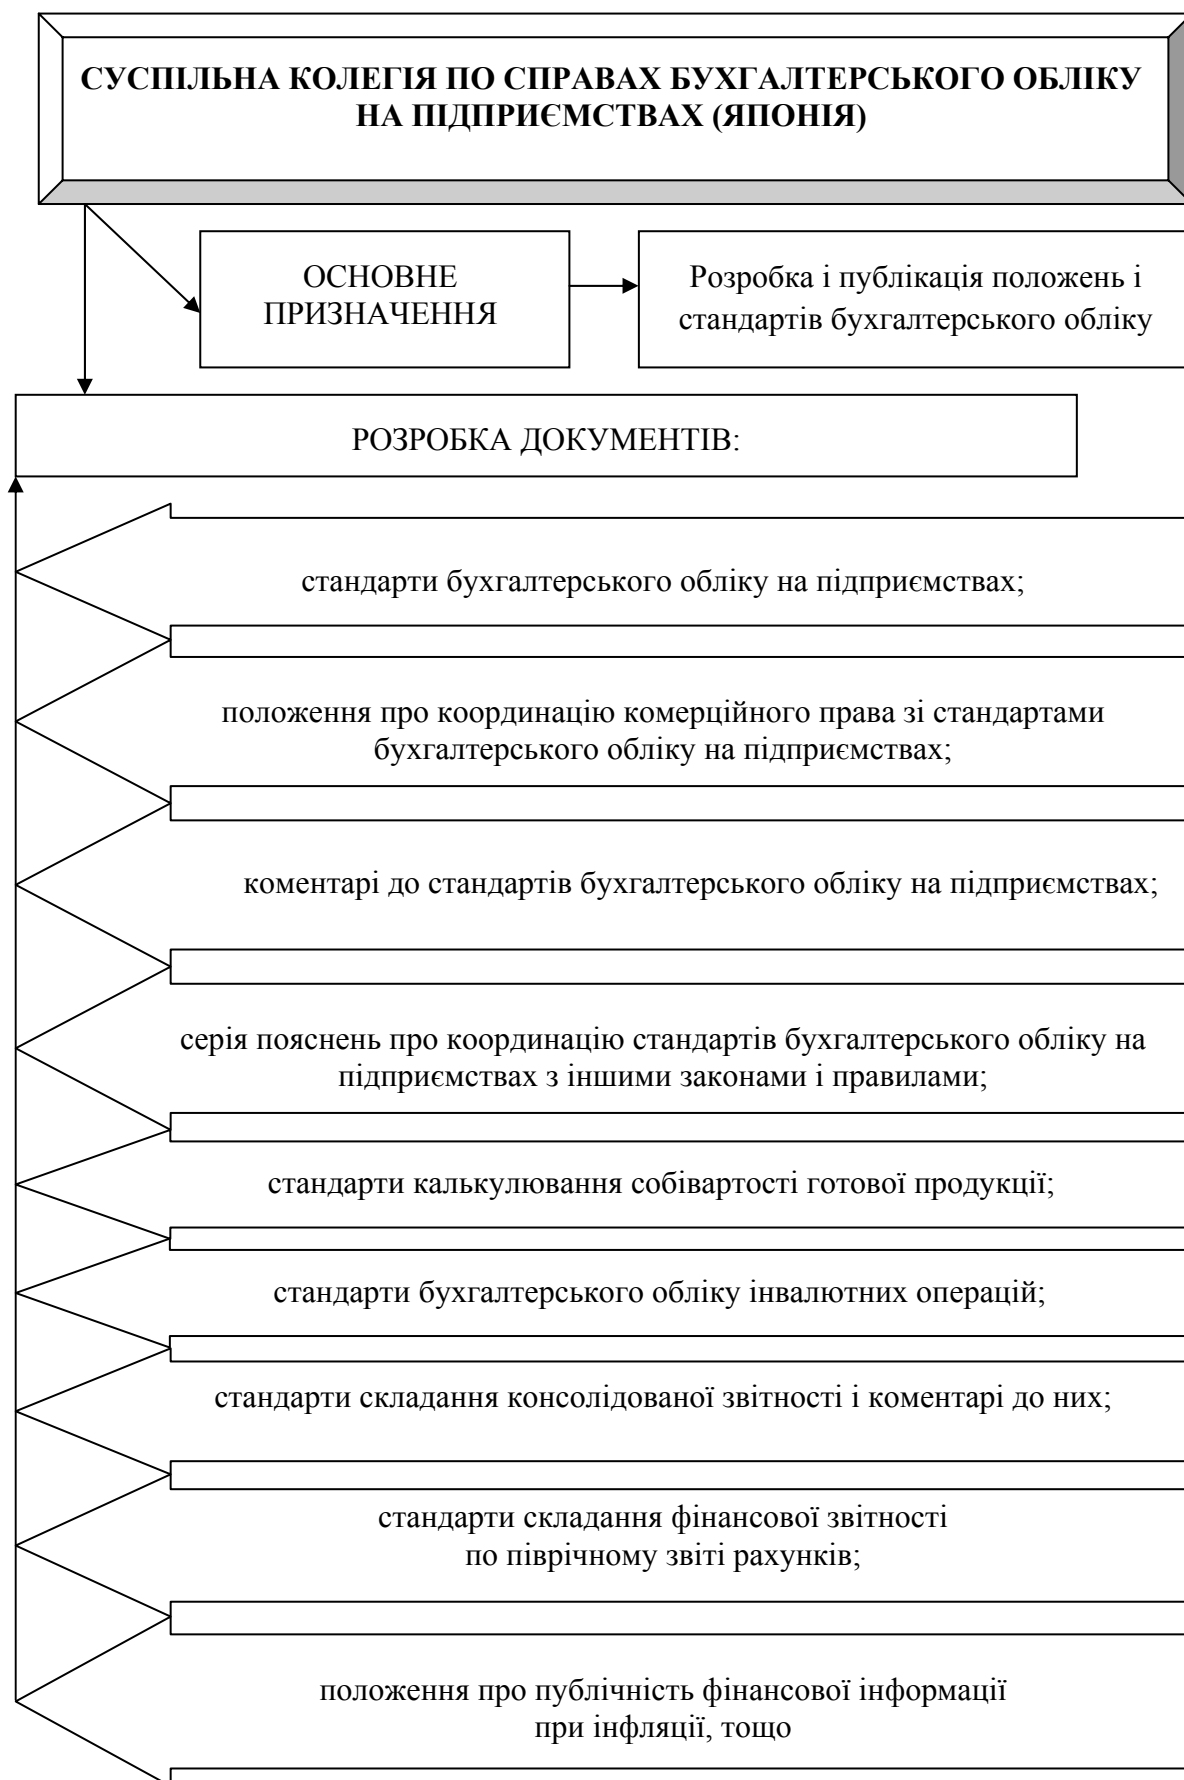 СУСПІЛЬНА КОЛЕГІЯ ПО СПРАВАХ БУХГАЛТЕРСЬКОГО ОБЛІКУ
НА ПІДПРИЄМСТВАХ (ЯПОНІЯ)
ОСНОВНЕ
ПРИЗНАЧЕННЯ
Розробка і публікація положень і
стандартів бухгалтерського обліку
РОЗРОБКА ДОКУМЕНТІВ:
стандарти бухгалтерського обліку на підприємствах;
положення про координацію комерційного права зі стандартами
бухгалтерського обліку на підприємствах;
коментарі до стандартів бухгалтерського обліку на підприємствах;
серія пояснень про координацію стандартів бухгалтерського обліку на
підприємствах з іншими законами і правилами;
стандарти калькулювання собівартості готової продукції;
стандарти бухгалтерського обліку інвалютних операцій;
стандарти складання консолідованої звітності і коментарі до них;
стандарти складання фінансової звітності
по піврічному звіті рахунків;
положення про публічність фінансової інформації
при інфляції, тощо